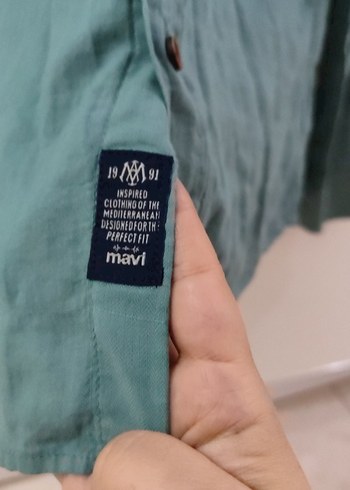 19 M 91
INSPIRED
CLOTHING OF THE
MEDITERRANEAN
DESIGNED FOR THE
PERFECT FIT
mavi